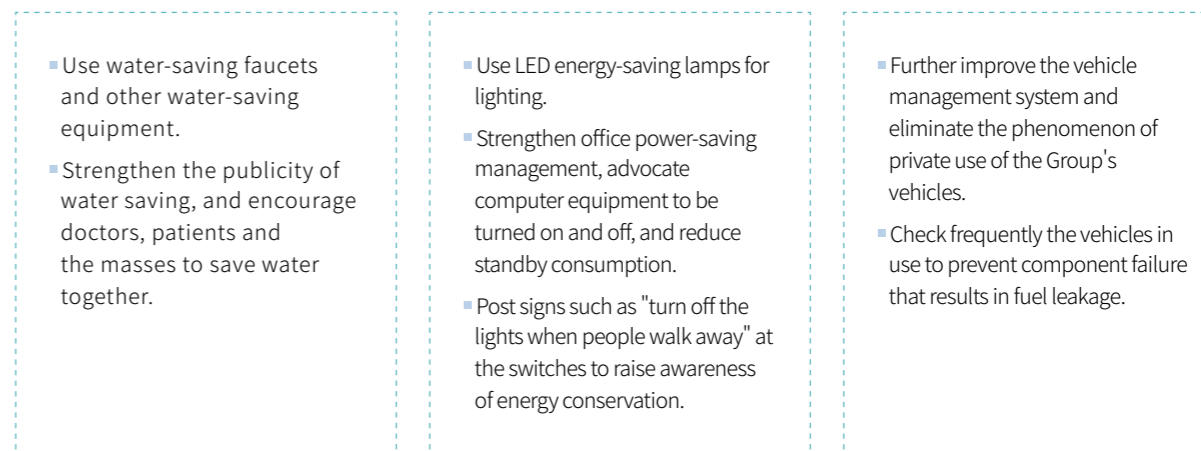 Use water-saving faucets
and other water-saving
equipment.
Strengthen the publicity of
water saving, and encourage
doctors, patients and
the masses to save water
together.
Use LED energy-saving lamps for
lighting.
Strengthen office power-saving
management, advocate
computer equipment to be
turned on and off, and reduce
standby consumption.
Post signs such as "turn off the
lights when people walk away" at
the switches to raise awareness
of energy conservation.
Further improve the vehicle
management system and
eliminate the phenomenon of
private use of the Group's
vehicles.
Check frequently the vehicles in
use to prevent component failure
that results in fuel leakage.